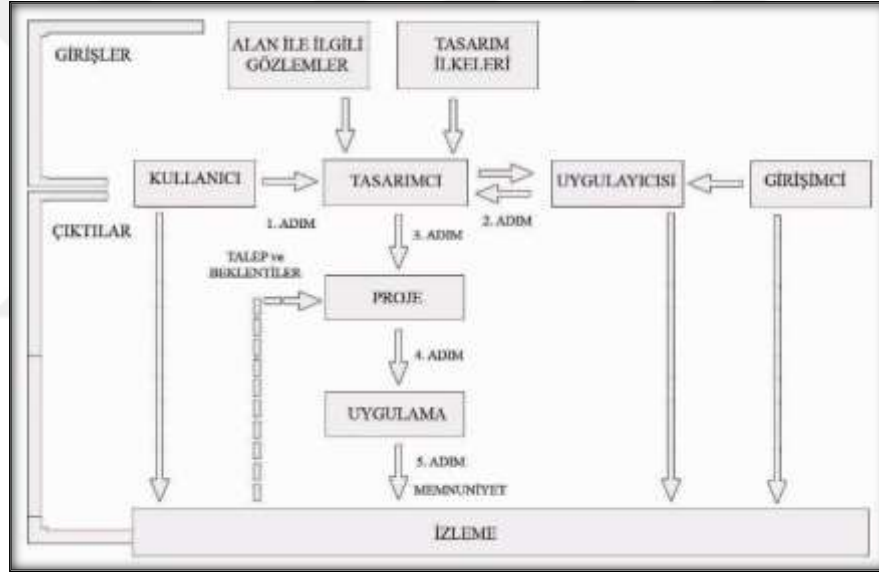 GİRİŞLER
ALAN İLE İLGİLİ
GÖZLEMLER
TASARIM
İLKELERİ
KULLANICI
TASARIMCI
UYGULAYICISI
GİRİŞİMCİ
1. ADIM
2. ADIM
ÇIKTILAR
3. ADIM
TALEP ve
BEKLENTİLER
PROJE
4. ADIM
UYGULAMA
5. ADIM
MEMNUNİYET
İZLEME